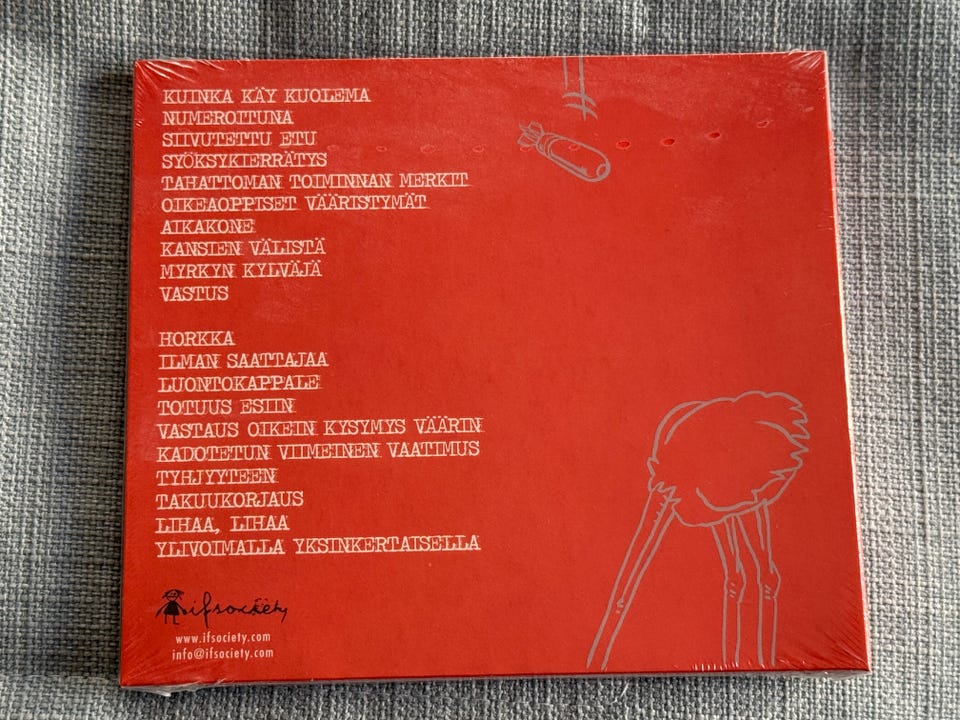 KUINKA KÄY KUOLEMA
NUMEROITUNA
SIIVUTETTU ETU
SYÖKSYKIERRÄTYS
TAHATTOMAN TOIMINNAN MERKIT
OIKEAOPPISET VÄÄRISTYMÄT
AIKAKONE
KANSIEN VÄLISTÄ
MYRKYN KYLVÄJÄ
VASTUS
HORKKA
ILMAN SAATTAJAA
LUONTOKAPPALE
TOTUUS ESIIN
VASTAUS OIKEIN KYSYMYS VÄÄRIN
KADOTETUN VIIMEINEN VAATIMUS
TYHJYYTEEN
TAKUUKORJAUS
LIHAA, LIHAA
YLIVOIMALLA YKSINKERTAISELLA
ifsociety
www.ifsociety.com
info@ifsociety.com